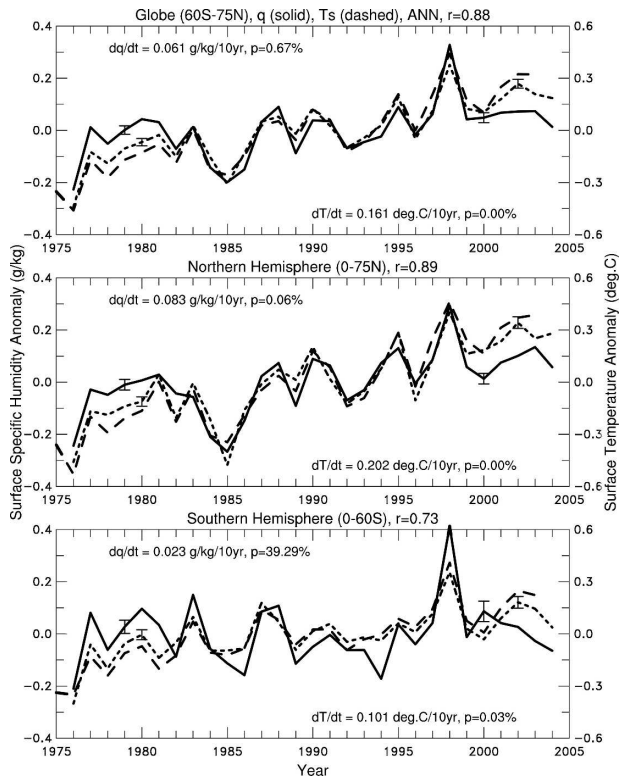 Globe (60S-75N), q (solid), Ts (dashed), ANN, r=0.88
dq/dt = 0.061 g/kg/10yr, p=0.67%
dT/dt = 0.161 deg.C/10yr, p=0.00%
0.4
0.2
0.0
−0.2
−0.4
0.6
0.3
0.0
−0.3
−0.6
1975 1980 1985 1990 1995 2000 2005
Northern Hemisphere (0-75N), r=0.89
dq/dt = 0.083 g/kg/10yr, p=0.06%
dT/dt = 0.202 deg.C/10yr, p=0.00%
0.4
0.2
0.0
−0.2
−0.4
0.6
0.3
0.0
−0.3
−0.6
1975 1980 1985 1990 1995 2000 2005
Southern Hemisphere (0-60S), r=0.73
dq/dt = 0.023 g/kg/10yr, p=39.29%
dT/dt = 0.101 deg.C/10yr, p=0.03%
0.4
0.2
0.0
−0.2
−0.4
0.6
0.3
0.0
−0.3
−0.6
1975 1980 1985 1990 1995 2000 2005
Year
Surface Specific Humidity Anomaly (g/kg)
Surface Temperature Anomaly (deg.C)